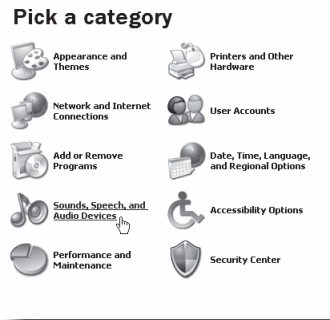 Pick a category
Appearance and
Themes
Printers and Other
Hardware
Network and Internet
Connections
User Accounts
Add or Remove
Programs
Date, Time, Language,
and Regional Options
Sounds, Speech, and
Audio Devices
Accessibility Options
Performance and
Maintenance
Security Center